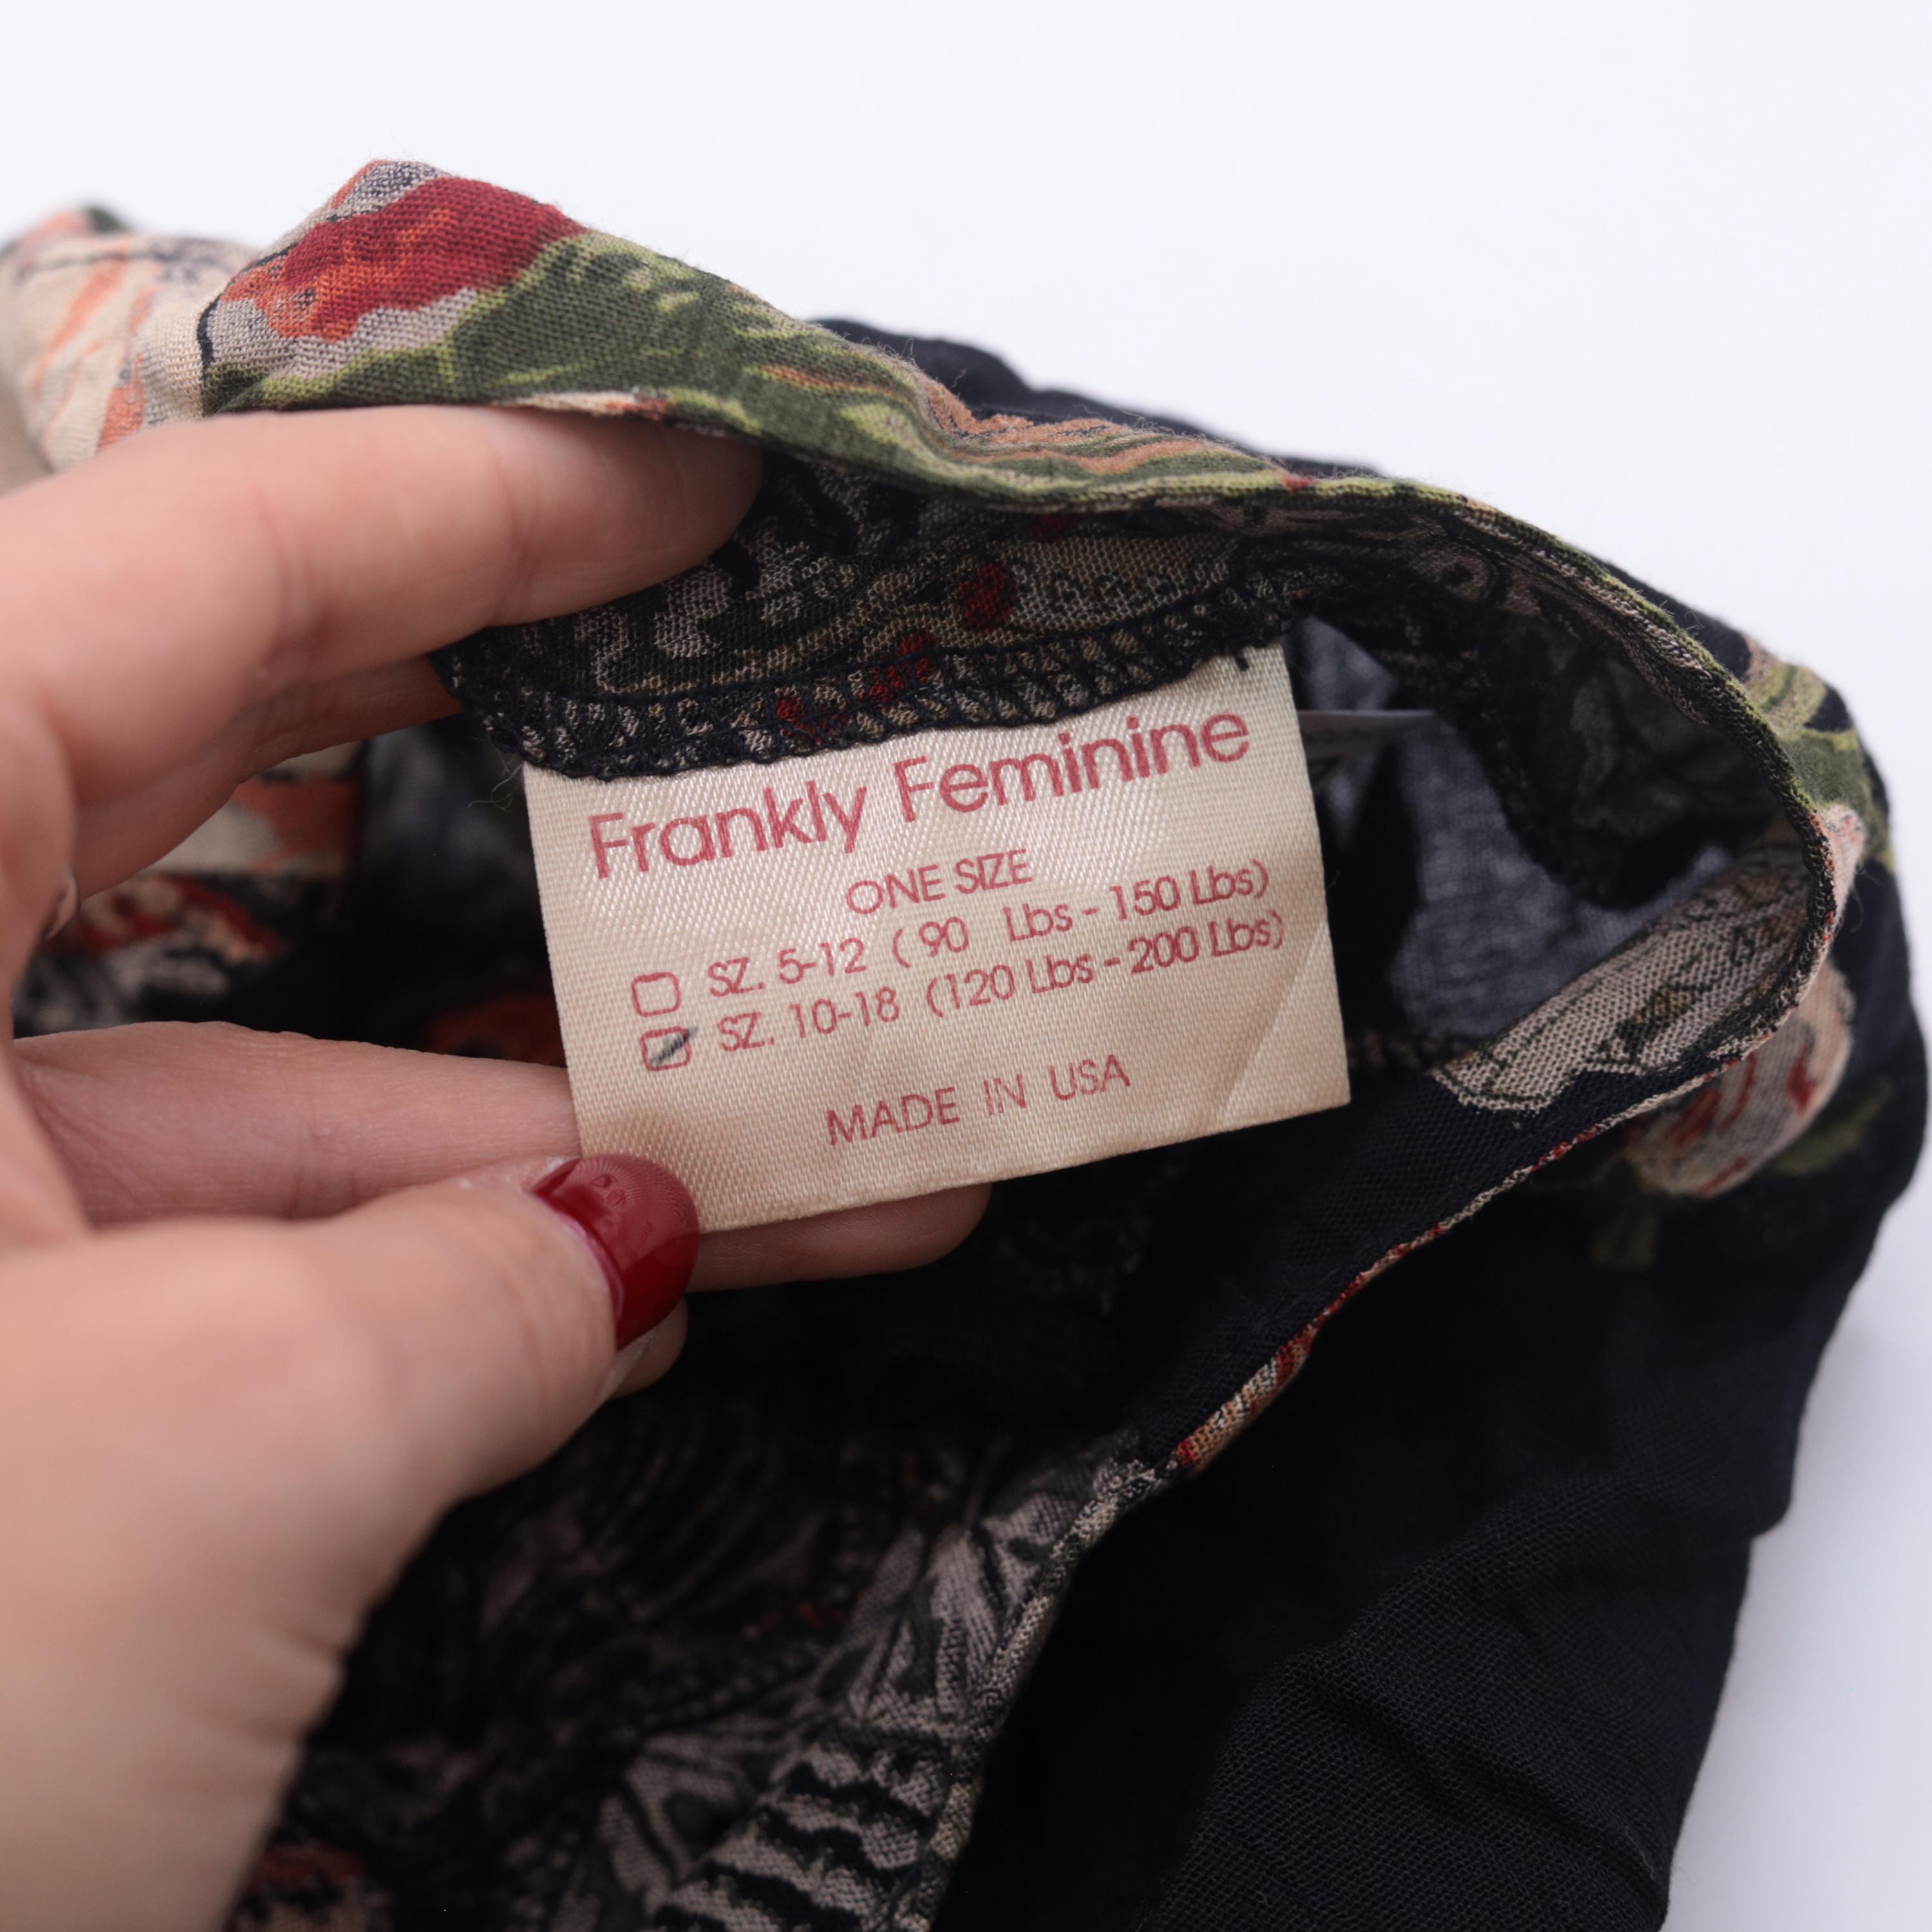 Frankly Feminine
ONE SIZE
SZ. 5-12 ( 90 Lbs - 150 Lbs)
SZ. 10-18 (120 Lbs - 200 Lbs)
MADE IN USA